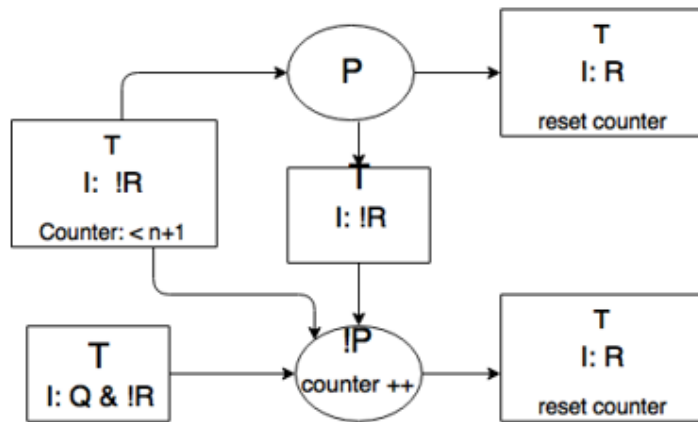 P
T
I: R
reset counter
T
I: !R
Counter: < n+1
T
I: !R
T
I: Q & !R
!P
counter ++
T
I: R
reset counter